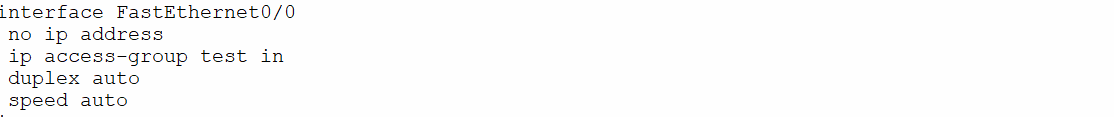 interface FastEthernet0/0
no ip address
ip access-group test in
duplex auto
speed auto